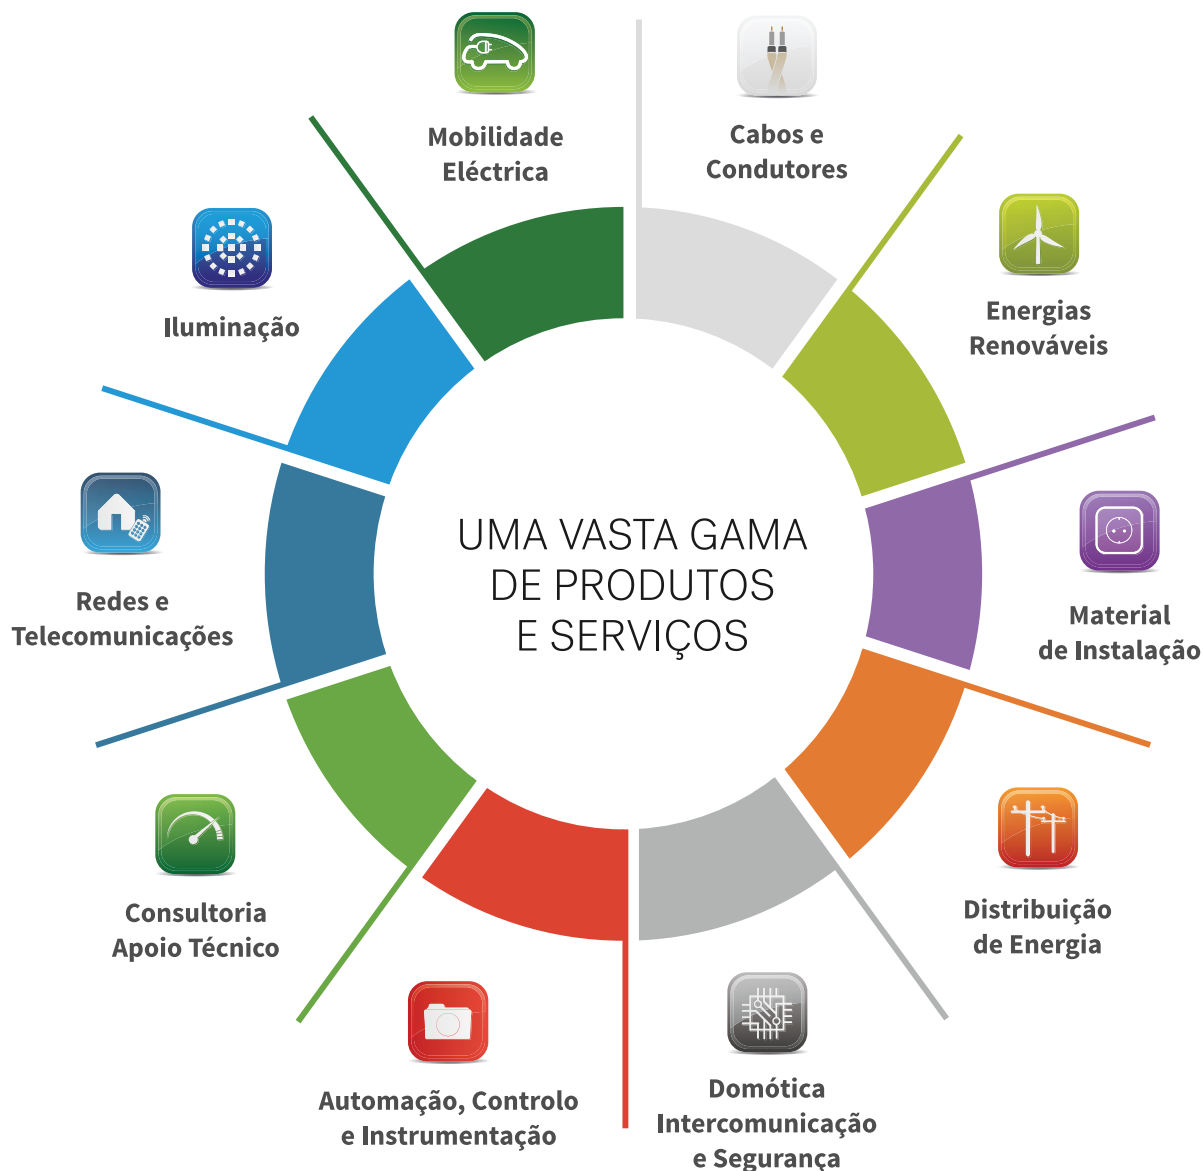 Mobilidade
Eléctrica
Cabos e
Condutores
Energias
Renováveis
Material
de Instalação
Distribuição
de Energia
Domótica
Intercomunicação
e Segurança
Automação, Controlo
e Instrumentação
Consultoria
Apoio Técnico
Redes e
Telecomunicações
Iluminação
UMA VASTA GAMA
DE PRODUTOS
E SERVIÇOS